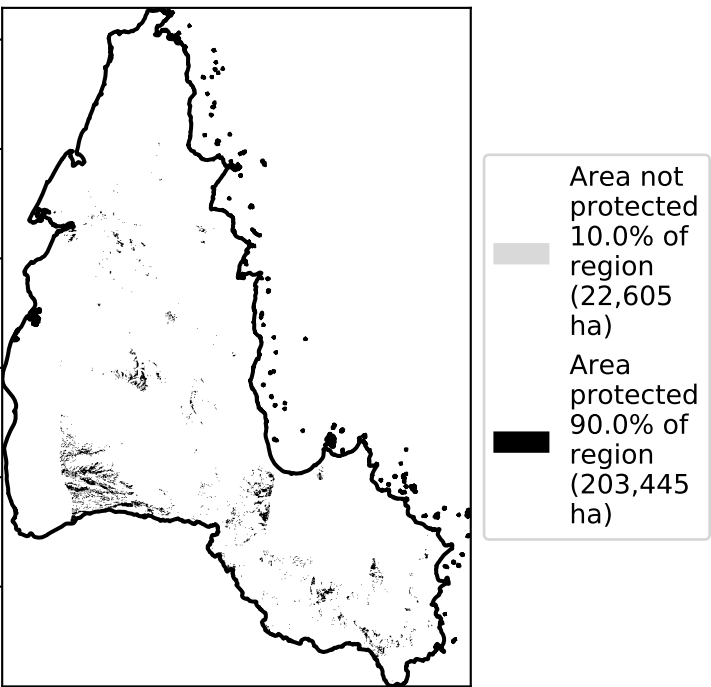 Area not
protected
10.0% of
region
(22,605
ha)
Area
protected
90.0% of
region
(203,445
ha)